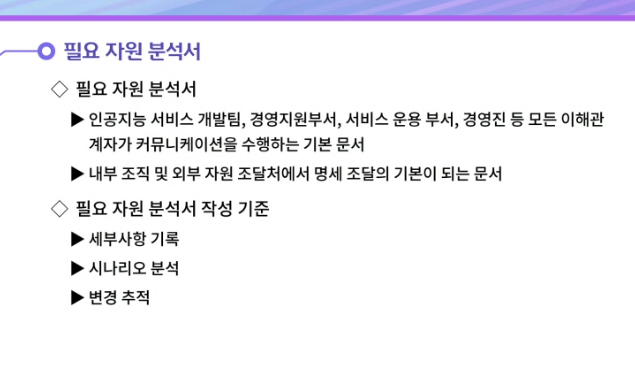 필요 자원 분석서
◇ 필요 자원 분석서
▶ 인공지능 서비스 개발팀, 경영지원부서, 서비스 운용 부서, 경영진 등 모든 이해관
계자가 커뮤니케이션을 수행하는 기본 문서
▶ 내부 조직 및 외부 자원 조달처에서 명세 조달의 기본이 되는 문서
◇ 필요 자원 분석서 작성 기준
▶ 세부사항 기록
▶ 시나리오 분석
▶ 변경 추적